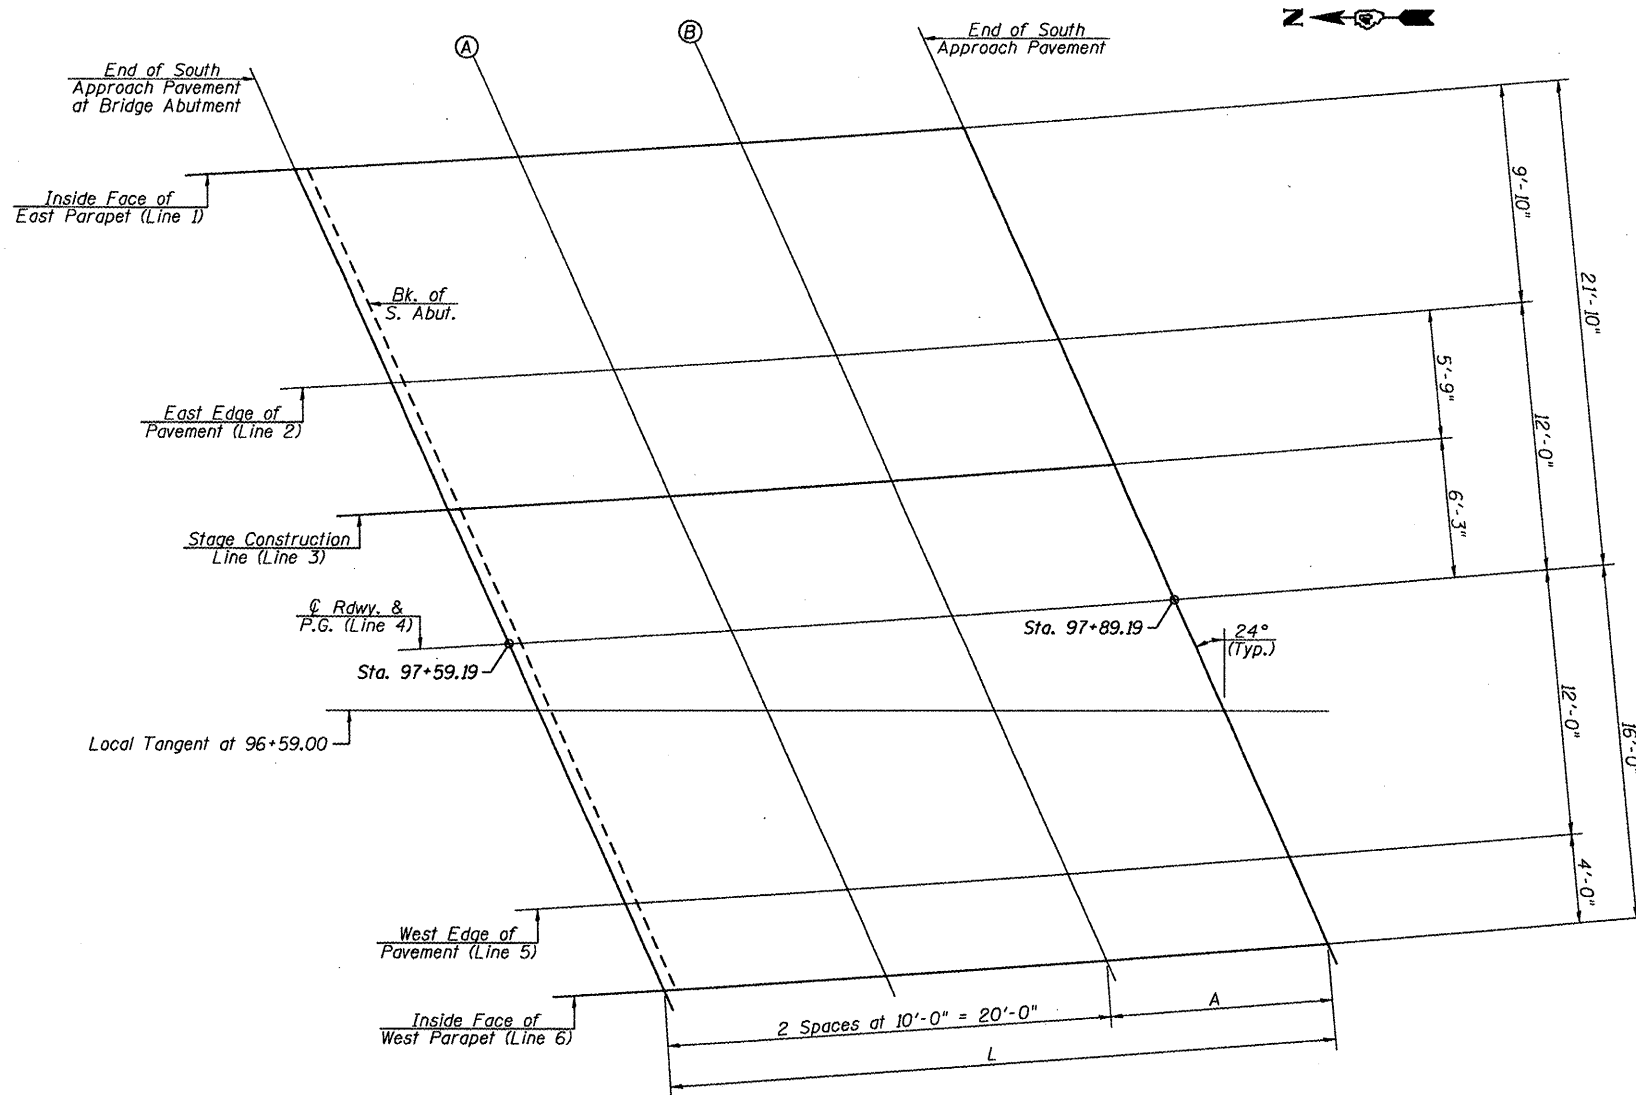 N
End of South
Approach Pavement
at Bridge Abutment
A
B
End of South
Approach Pavement
Inside Face of
East Parapet (Line 1)
Bk. of
S. Abut.
9'-10"
21'-10"
5'-9"
12'-0"
6'-3"
East Edge of
Pavement (Line 2)
Stage Construction
Line (Line 3)
℄ Rdwy. &
P.G. (Line 4)
Sta. 97+59.19
Sta. 97+89.19
24°
(Typ.)
Local Tangent at 96+59.00
12'-0"
16'-0"
4'-0"
West Edge of
Pavement (Line 5)
Inside Face of
West Parapet (Line 6)
2 Spaces at 10'-0" = 20'-0"
A
L